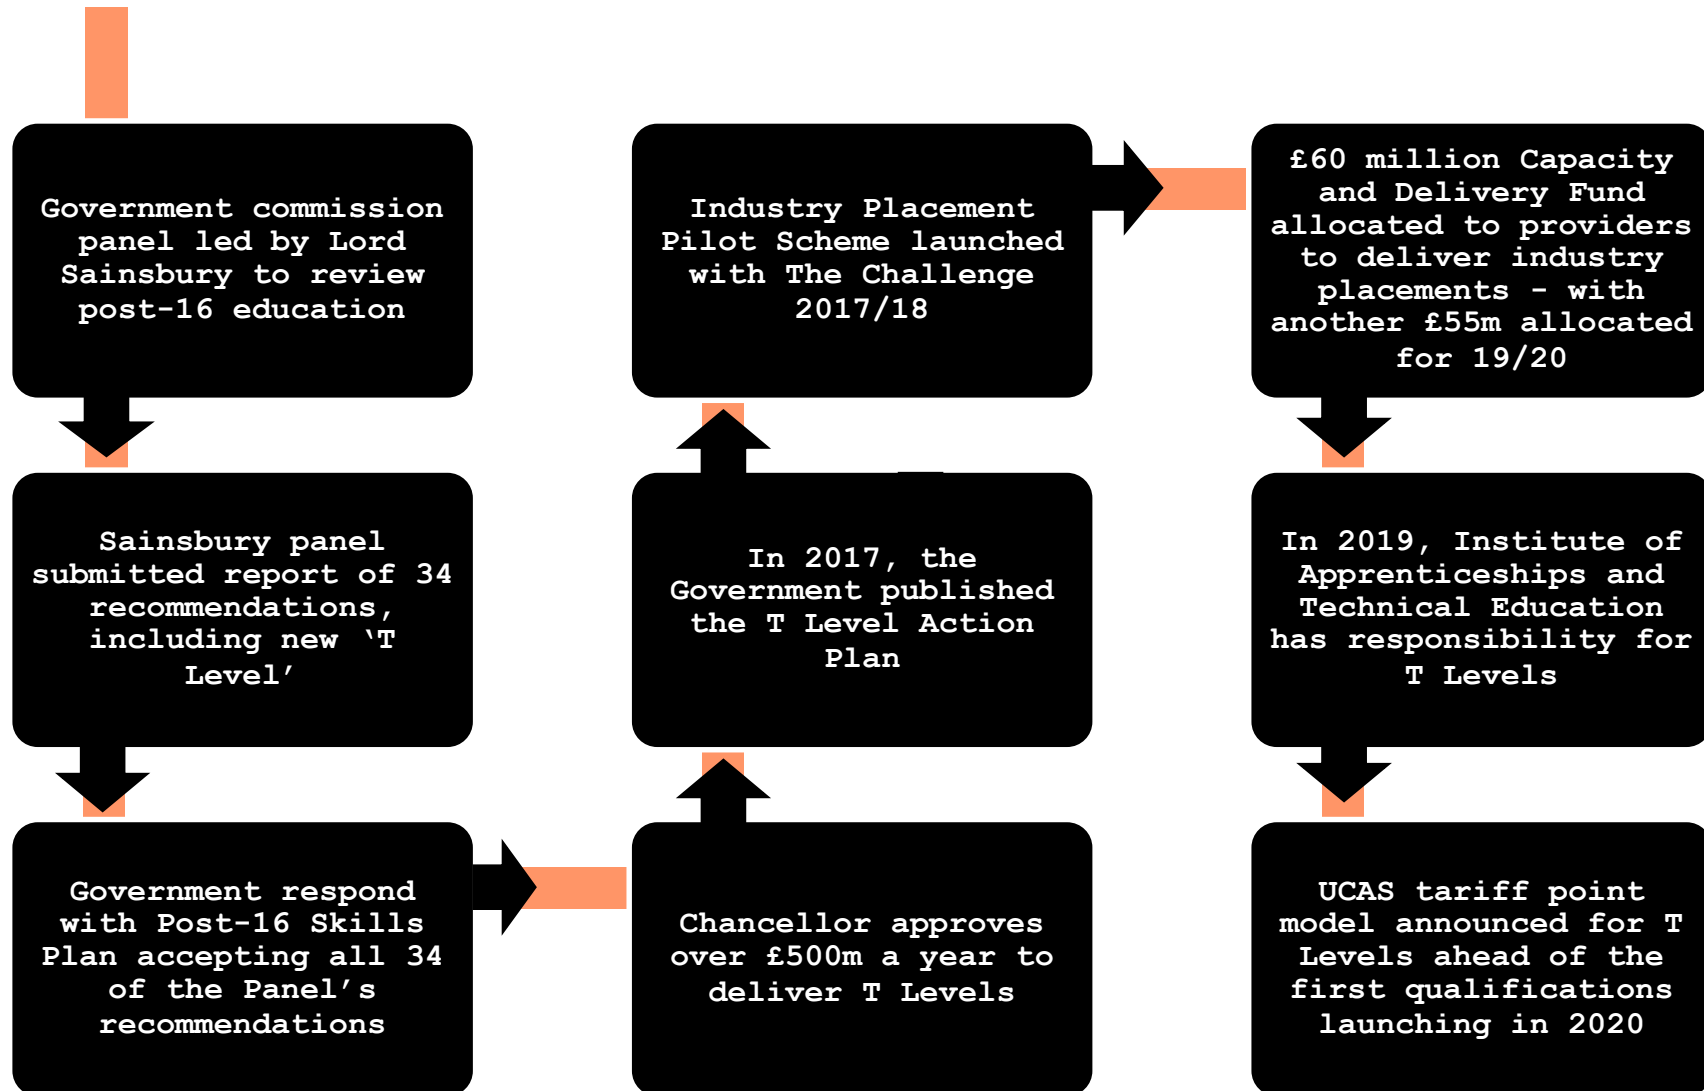 Government commission
panel led by Lord
Sainsbury to review
post-16 education
Sainsbury panel
submitted report of 34
recommendations,
including new ‘T
Level’
Government respond
with Post-16 Skills
Plan accepting all 34
of the Panel’s
recommendations
Chancellor approves
over £500m a year to
deliver T Levels
In 2017, the
Government published
the T Level Action
Plan
Industry Placement
Pilot Scheme launched
with The Challenge
2017/18
£60 million Capacity
and Delivery Fund
allocated to providers
to deliver industry
placements - with
another £55m allocated
for 19/20
In 2019, Institute of
Apprenticeships and
Technical Education
has responsibility for
T Levels
UCAS tariff point
model announced for T
Levels ahead of the
first qualifications
launching in 2020